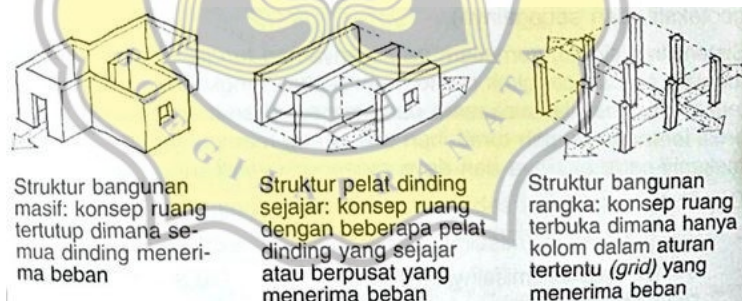 Struktur bangunan
masif: konsep ruang
tertutup dimana se-
mua dinding meneri-
ma beban
Struktur pelat dinding
sejajar: konsep ruang
dengan beberapa pelat
dinding yang sejajar
atau berpusat yang
menerima beban
Struktur bangunan
rangka: konsep ruang
terbuka dimana hanya
kolom dalam aturan
tertentu (grid) yang
menerima beban